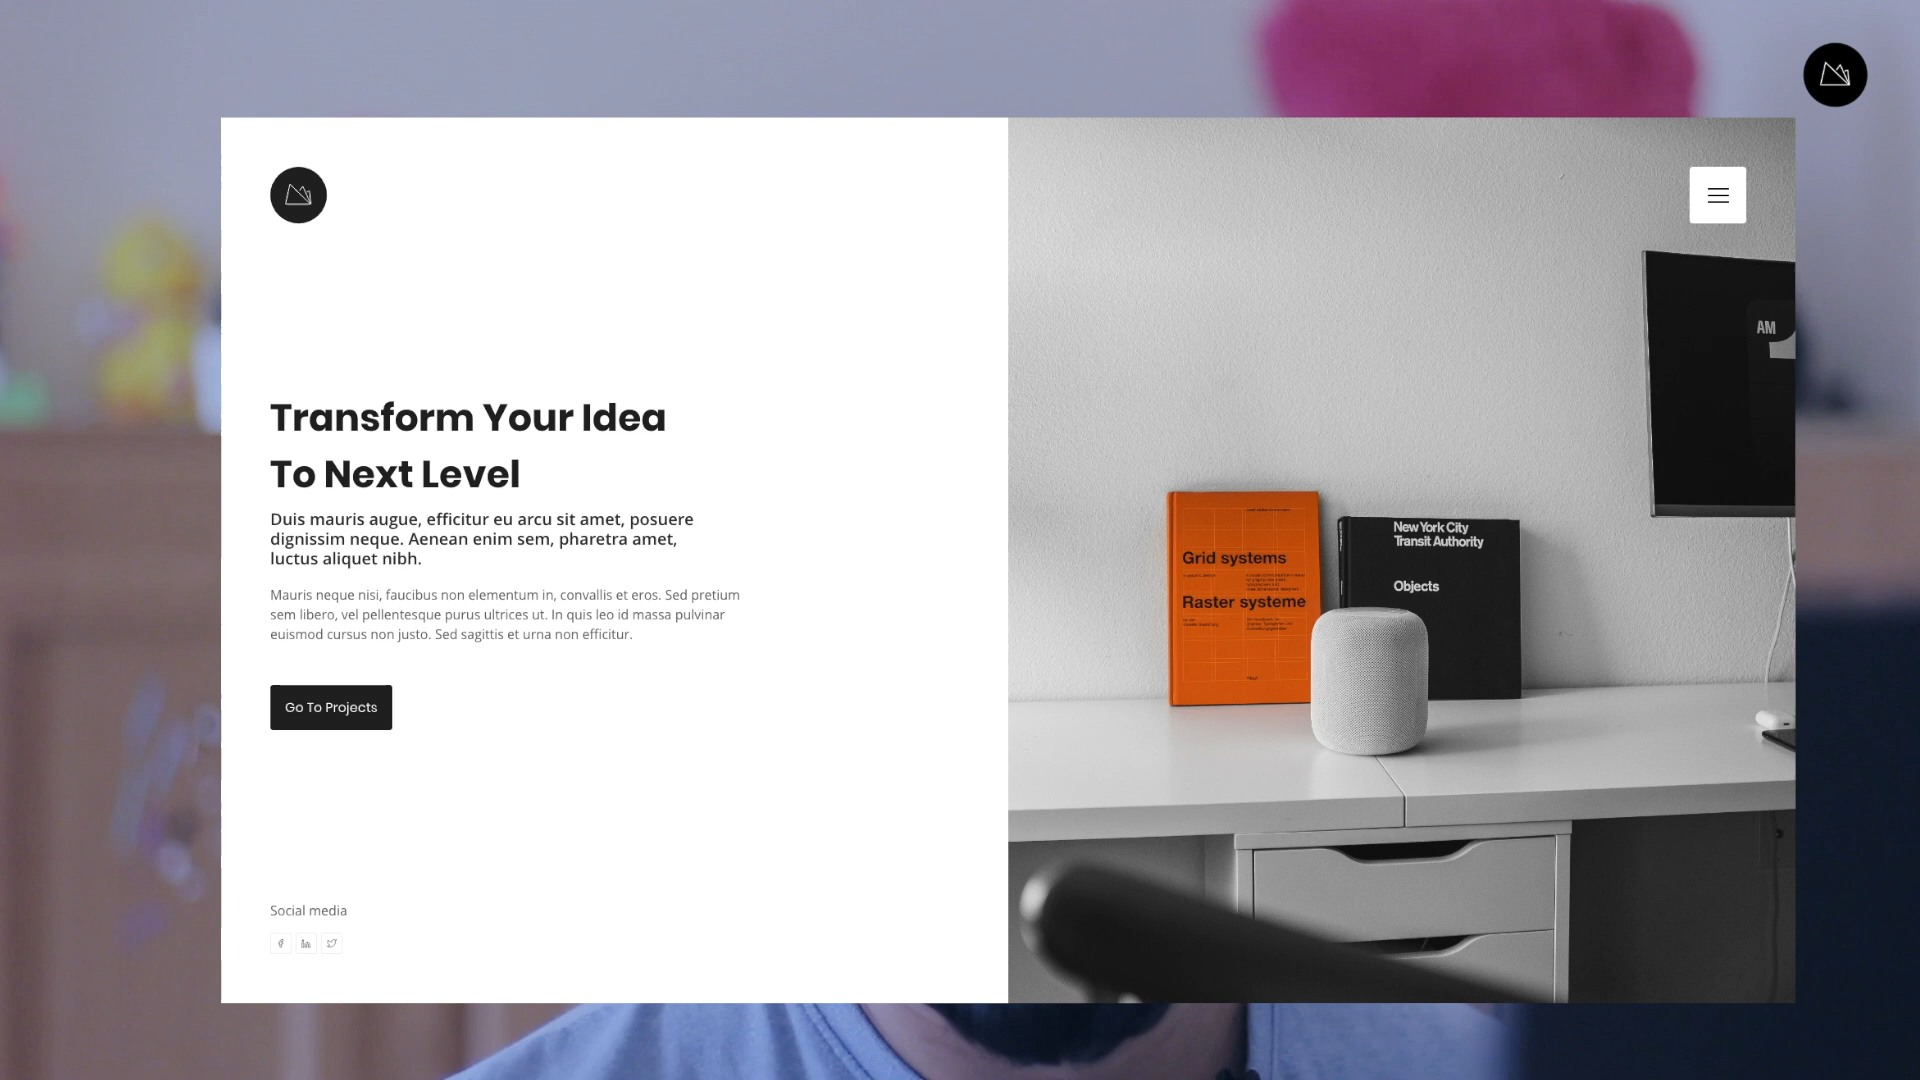 Transform Your Idea
To Next Level
Duis mauris augue, efficitur eu arcu sit amet, posuere
dignissim neque. Aenean enim sem, pharetra amet,
luctus aliquet nibh.
Mauris neque nisi, faucibus non elementum in, convallis et eros. Sed pretium
sem libero, vel pellentesque purus ultrices ut. In quis leo id massa pulvinar
euismod cursus non justo. Sed sagittis et urna non efficitur.
Go To Projects
Social media
Grid systems
Raster systeme
New York City
Transit Authority
Objects
AM